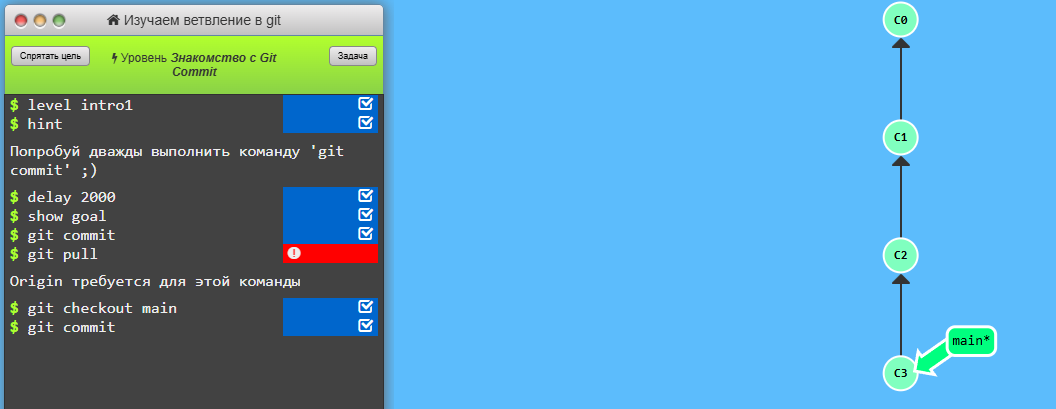 Изучаем ветвление в git
Спрятать цель
Уровень Знакомство с Git
Commit
Задача
$ level intro1
$ hint
Попробуй дважды выполнить команду 'git
commit' ;)
$ delay 2000
$ show goal
$ git commit
$ git pull
Origin требуется для этой команды
$ git checkout main
$ git commit
C0
C1
C2
main*
C3